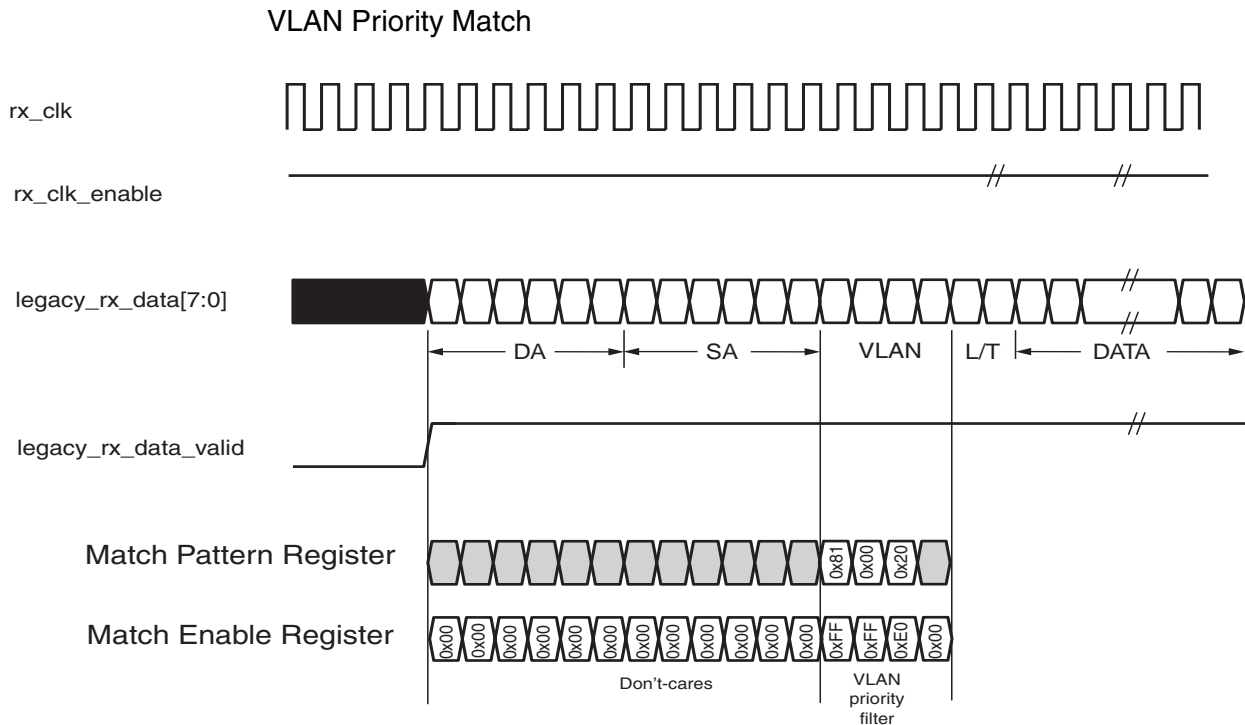 VLAN Priority Match
rx_clk
rx_clk_enable
legacy_rx_data[7:0]
DA SA VLAN L/T DATA
legacy_rx_data_valid
Match Pattern Register 0x81 0x00 0x20
Match Enable Register 0x00 0x00 0x00 0x00 0x00 0x00 0x00 0x00 0x00 0x00 0x00 0x00 0xFF 0xFF 0xE0 0x00
Don't-cares
VLAN
priority
filter